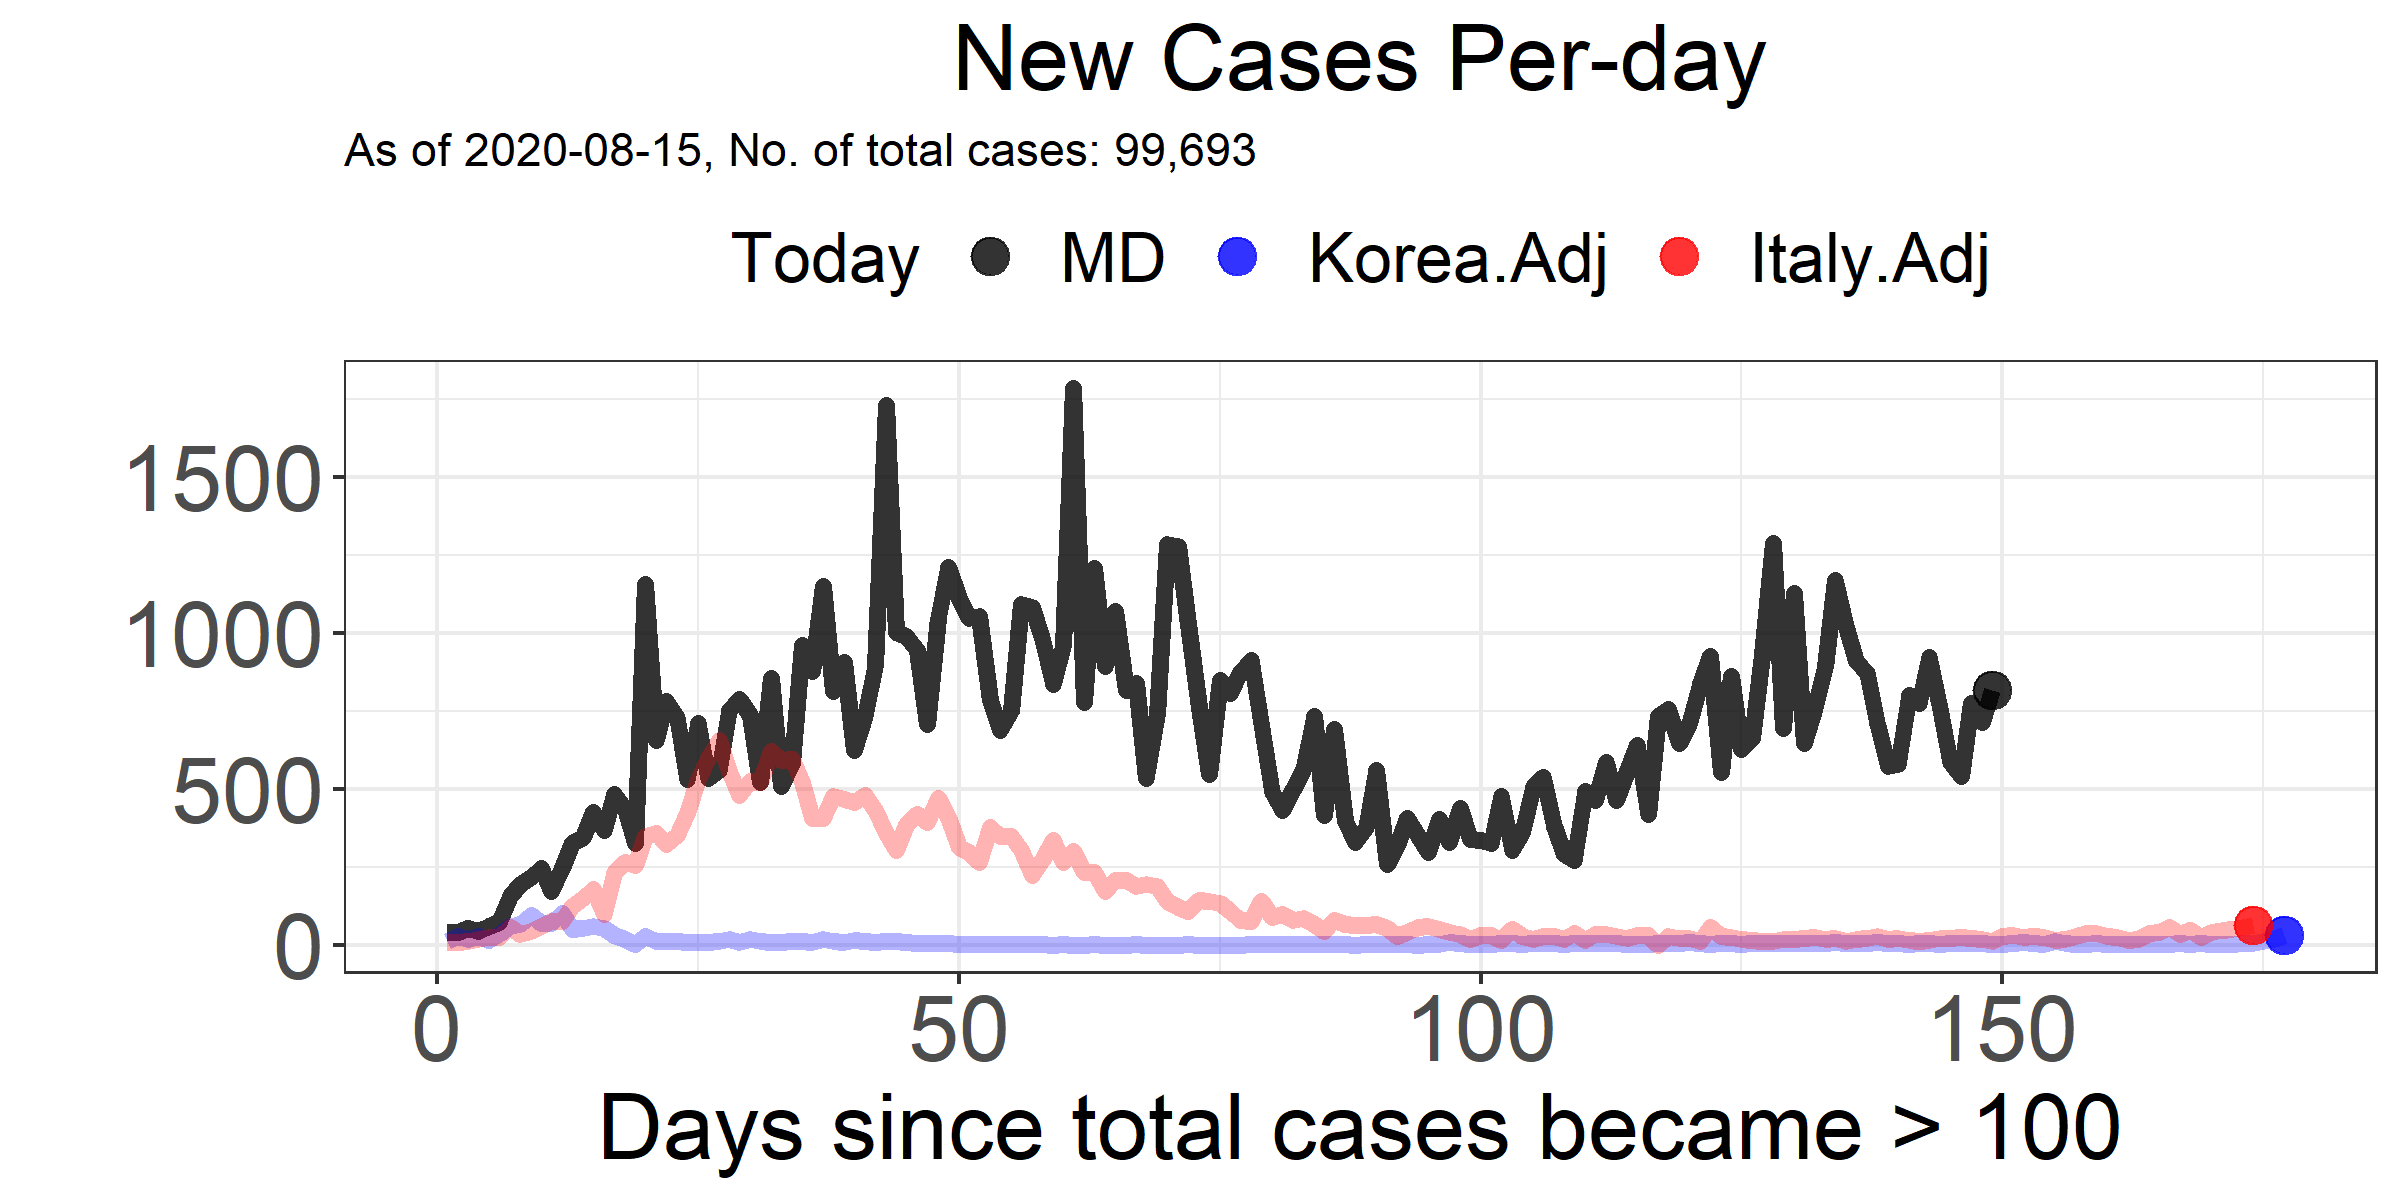 New Cases Per-day
As of 2020-08-15, No. of total cases: 99,693
Today MD Korea.Adj Italy.Adj
1500
1000
500
0
0 50 100 150
Days since total cases became > 100